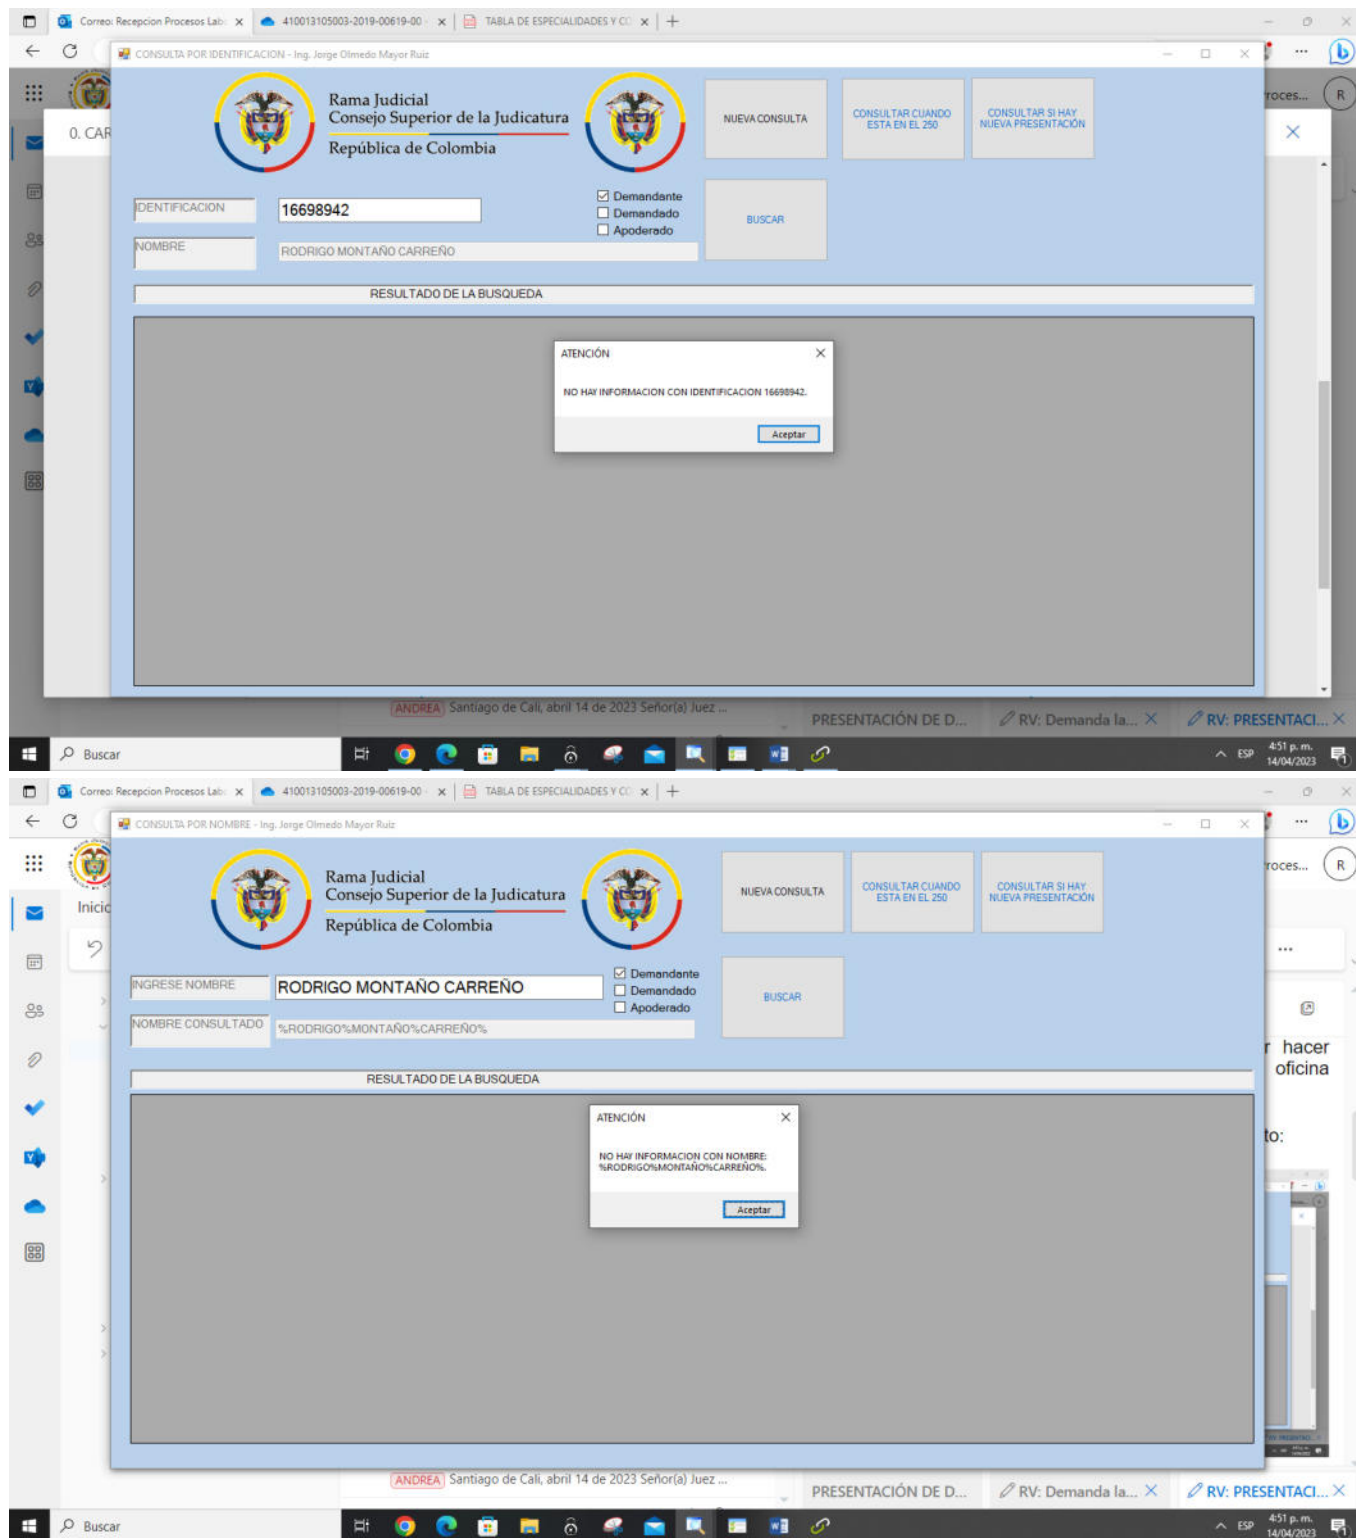 Correo: Recepcion Procesos Lab
410013105003-2019-00619-00 -
TABLA DE ESPECIALIDADES Y CO
CONSULTA POR IDENTIFICACION - Ing. Jorge Olmedo Mayor Ruiz
roces...
R
0. CAR
Rama Judicial
Consejo Superior de la Judicatura
República de Colombia
NUEVA CONSULTA
CONSULTAR CUANDO
ESTA EN EL 250
CONSULTAR SI HAY
NUEVA PRESENTACIÓN
IDENTIFICACION
16698942
Demandante
Demandado
Apoderado
BUSCAR
NOMBRE
RODRIGO MONTAÑO CARREÑO
RESULTADO DE LA BUSQUEDA
ATENCIÓN
NO HAY INFORMACION CON IDENTIFICACION 16698942.
Aceptar
ANDREA Santiago de Cali, abril 14 de 2023 Señor(a) Juez ...
PRESENTACIÓN DE D...
RV: Demanda la...
RV: PRESENTACI...
Buscar
ESP
4:51 p. m.
14/04/2023
Correo: Recepcion Procesos Lab
410013105003-2019-00619-00 -
TABLA DE ESPECIALIDADES Y CO
CONSULTA POR NOMBRE - Ing. Jorge Olmedo Mayor Ruiz
roces...
R
Inicio
Rama Judicial
Consejo Superior de la Judicatura
República de Colombia
NUEVA CONSULTA
CONSULTAR CUANDO
ESTA EN EL 250
CONSULTAR SI HAY
NUEVA PRESENTACIÓN
INGRESE NOMBRE
RODRIGO MONTAÑO CARREÑO
Demandante
Demandado
Apoderado
BUSCAR
NOMBRE CONSULTADO
%RODRIGO%MONTAÑO%CARREÑO%
r hacer
oficina
RESULTADO DE LA BUSQUEDA
ATENCIÓN
NO HAY INFORMACION CON NOMBRE:
%RODRIGO%MONTAÑO%CARREÑO%.
Aceptar
to:
ANDREA Santiago de Cali, abril 14 de 2023 Señor(a) Juez ...
PRESENTACIÓN DE D...
RV: Demanda la...
RV: PRESENTACI...
Buscar
ESP
4:51 p. m.
14/04/2023